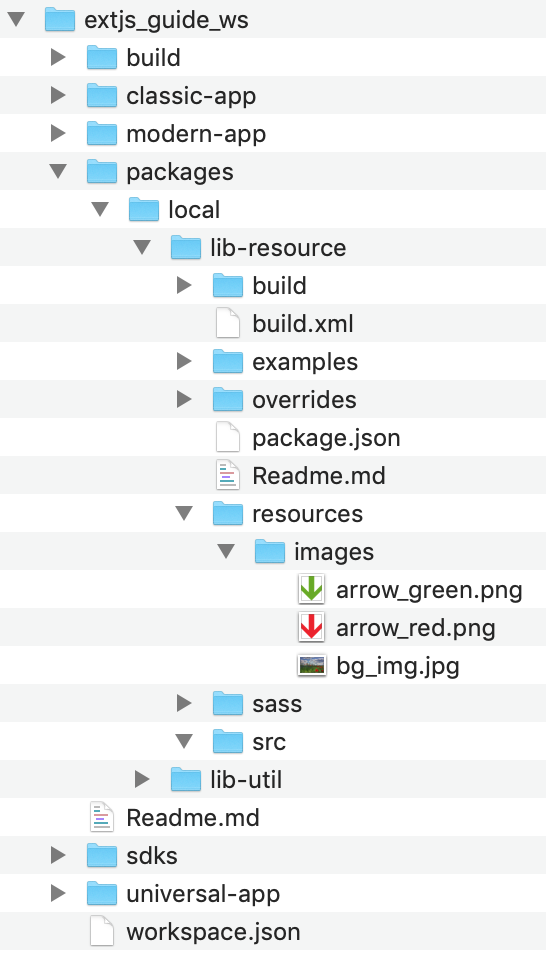 extjs_guide_ws
build
classic-app
modern-app
packages
local
lib-resource
build
build.xml
examples
overrides
package.json
Readme.md
resources
images
arrow_green.png
arrow_red.png
bg_img.jpg
sass
src
lib-util
Readme.md
sdks
universal-app
workspace.json